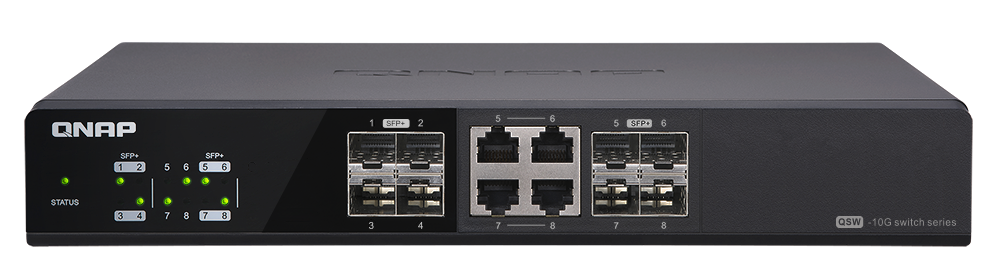 QNAP
QNAP
STATUS
SFP+
1 2
3 4
5 6
7 8
SFP+
5 6
7 8
1 SFP+ 2
3 4
5 6
7 8
5 SFP+ 6
7 8
QSW -10G switch series